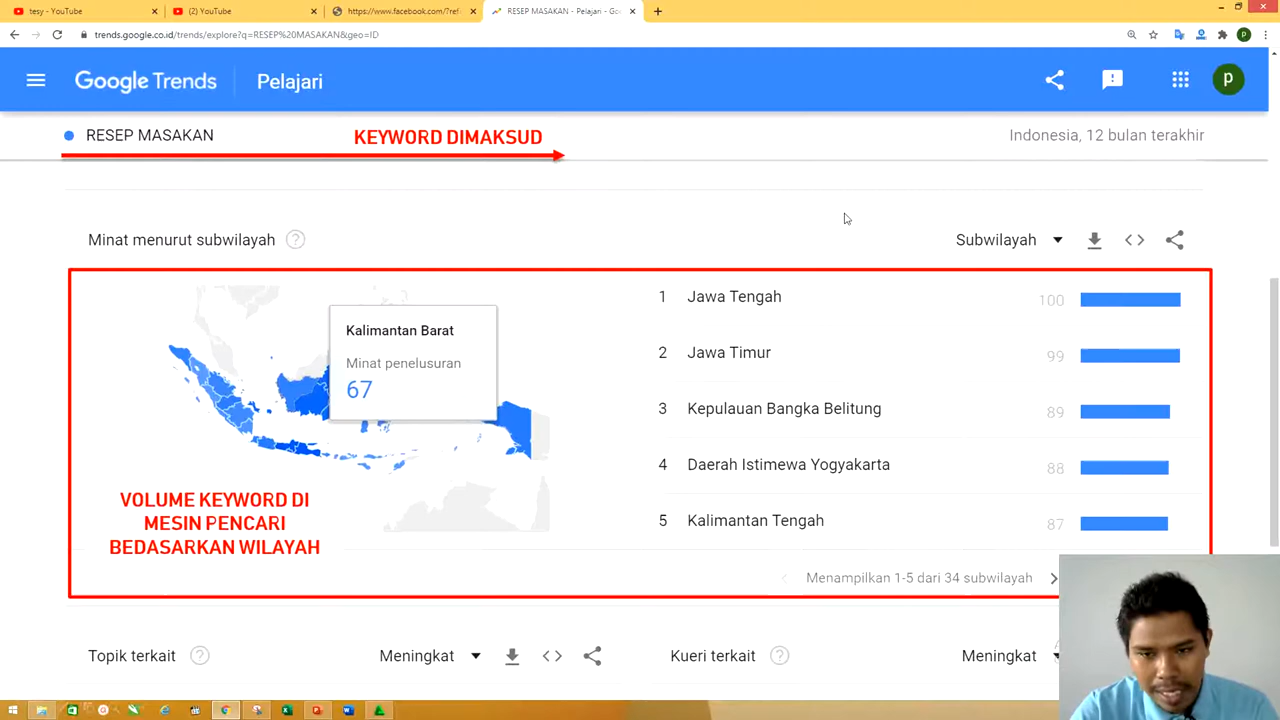 tesy - YouTube
(2) YouTube
https://www.facebook.com/?ref
RESEP MASAKAN - Pelajari - Go
trends.google.co.id/trends/explore?q=RESEP%20MASAKAN&geo=ID
P
Google Trends
Pelajari
P
RESEP MASAKAN
KEYWORD DIMAKSUD
Indonesia, 12 bulan terakhir
Minat menurut subwilayah
?
Subwilayah
Kalimantan Barat
Minat penelusuran
67
1 Jawa Tengah 100
2 Jawa Timur 99
3 Kepulauan Bangka Belitung 89
4 Daerah Istimewa Yogyakarta 88
5 Kalimantan Tengah 87
VOLUME KEYWORD DI
MESIN PENCARI
BEDASARKAN WILAYAH
Menampilkan 1-5 dari 34 subwilayah
Topik terkait
?
Meningkat
Kueri terkait
?
Meningkat